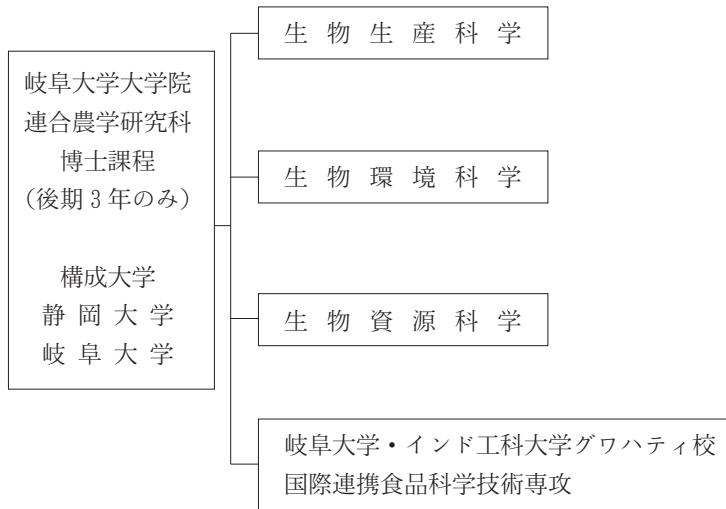 岐阜大学大学院
連合農学研究科
博士課程
（後期３年のみ）
構成大学
静岡大学
岐阜大学
生物生産科学
生物環境科学
生物資源科学
岐阜大学・インド工科大学グワハティ校
国際連携食品科学技術専攻